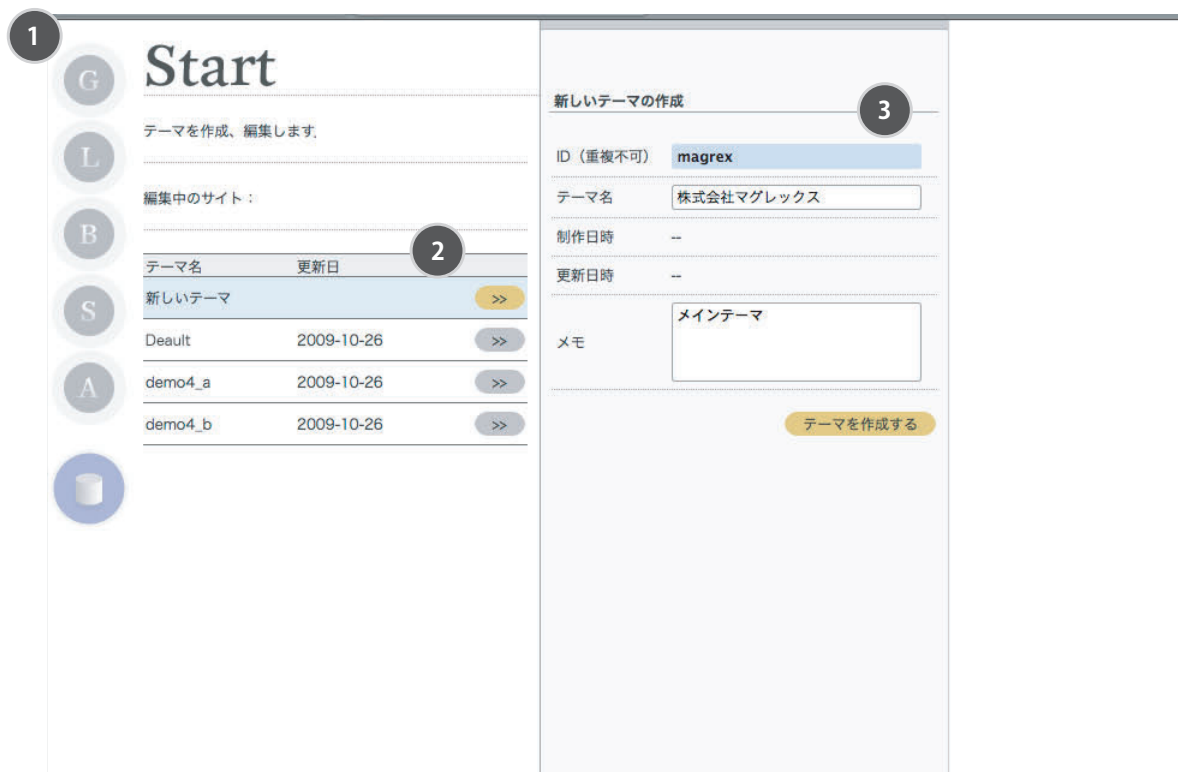 1
G
L
B
S
A
Start
テーマを作成、編集します.
編集中のサイト：
2
テーマ名 更新日
新しいテーマ >>
Deault 2009-10-26 >>
demo4_a 2009-10-26 >>
demo4_b 2009-10-26 >>
新しいテーマの作成
3
ID（重複不可） magrex
テーマ名 株式会社マグレックス
制作日時 --
更新日時 --
メモ メインテーマ
テーマを作成する